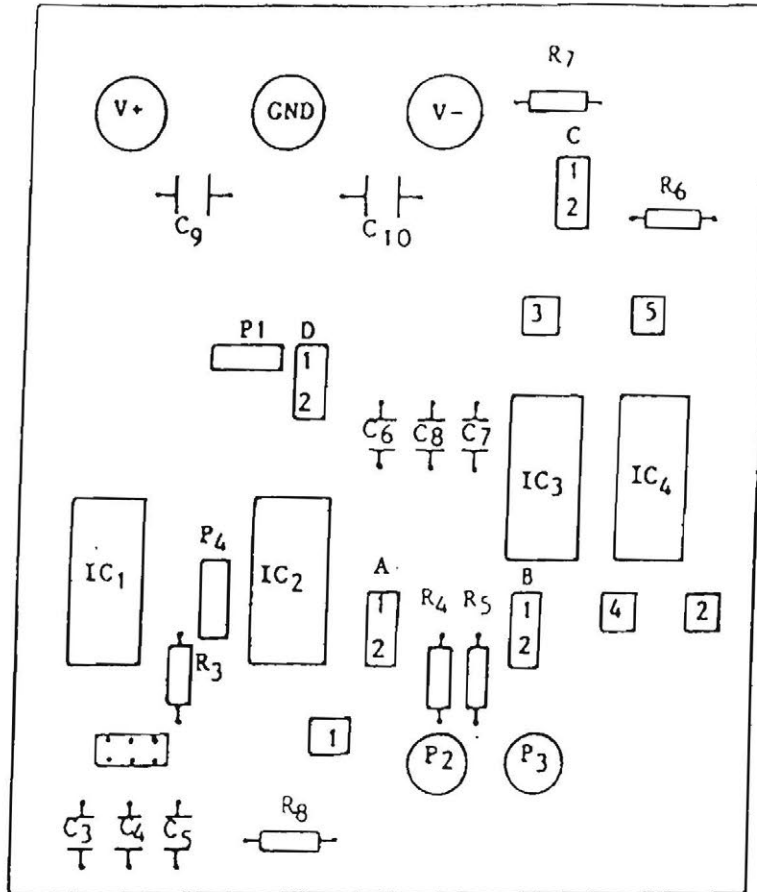 R7
V+ GND V-
C
1
2
R6
C9 C10
3 5
P1 D
1
2
C6 C8 C7
IC3 IC4
P4
IC1 IC2
A
1
2
R4 R5
B
1
2
4 2
R3
1
P2 P3
C3 C4 C5
R8